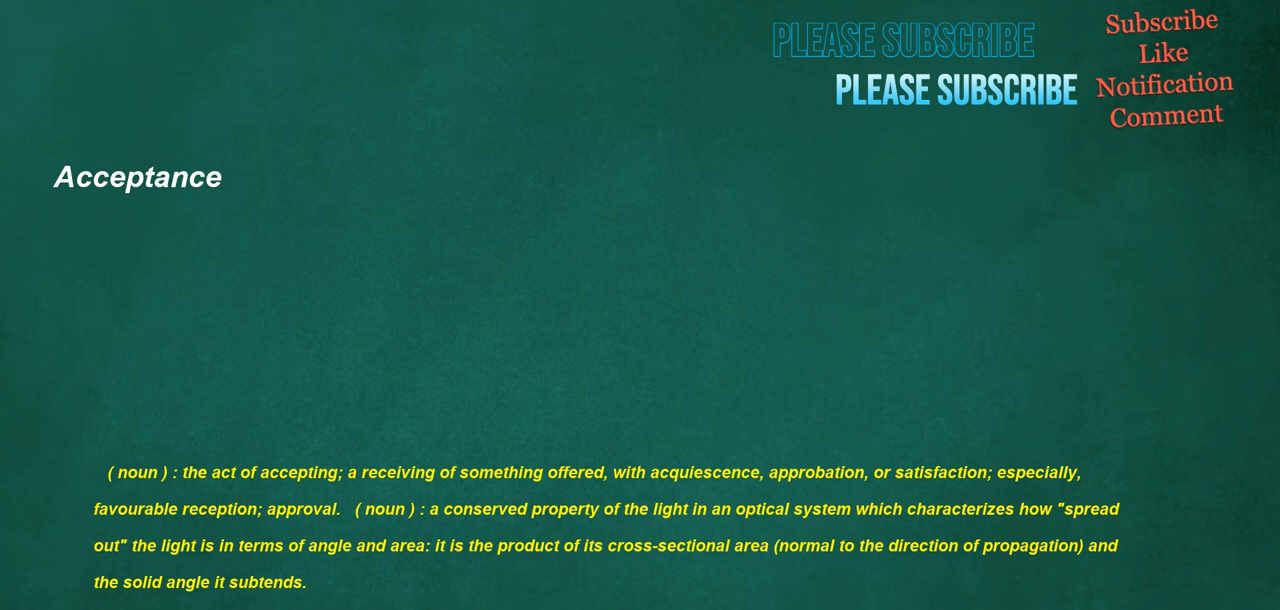 PLEASE SUBSCRIBE
PLEASE SUBSCRIBE
Subscribe
Like
Notification
Comment
Acceptance
( noun ) : the act of accepting; a receiving of something offered, with acquiescence, approbation, or satisfaction; especially,
favourable reception; approval. ( noun ) : a conserved property of the light in an optical system which characterizes how "spread
out" the light is in terms of angle and area: it is the product of its cross-sectional area (normal to the direction of propagation) and
the solid angle it subtends.